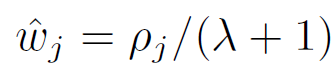 ŵ_j = ρ_j/(λ + 1)